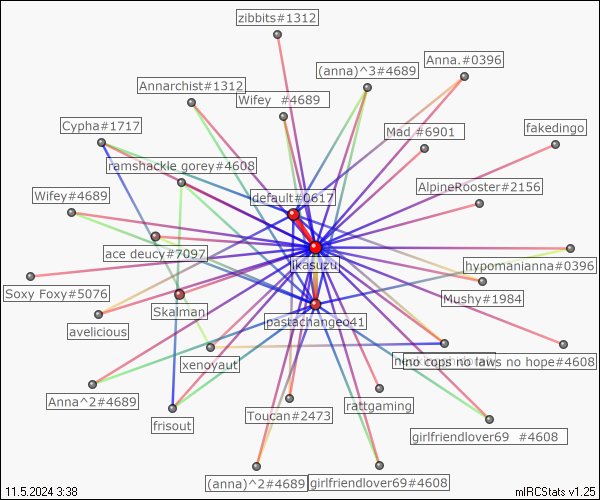 zibbits#1312
Anna.#0396
(anna)^3#4689
Annarchist#1312
Wifey  #4689
Cypha#1717
Mad #6901
fakedingo
ramshackle gorey#4608
AlpineRooster#2156
Wifey#4689
default#0617
ace deucy#7097
ikasuzu
hypomanianna#0396
Soxy Foxy#5076
Mushy#1984
Skalman
avelicious
pastachangeo41
xenoyaut
no cops no laws no hope#4608
Anna^2#4689
rattgaming
Toucan#2473
frisout
girlfriendlover69  #4608
(anna)^2#4689
girlfriendlover69#4608
11.5.2024 3:38
mIRCStats v1.25